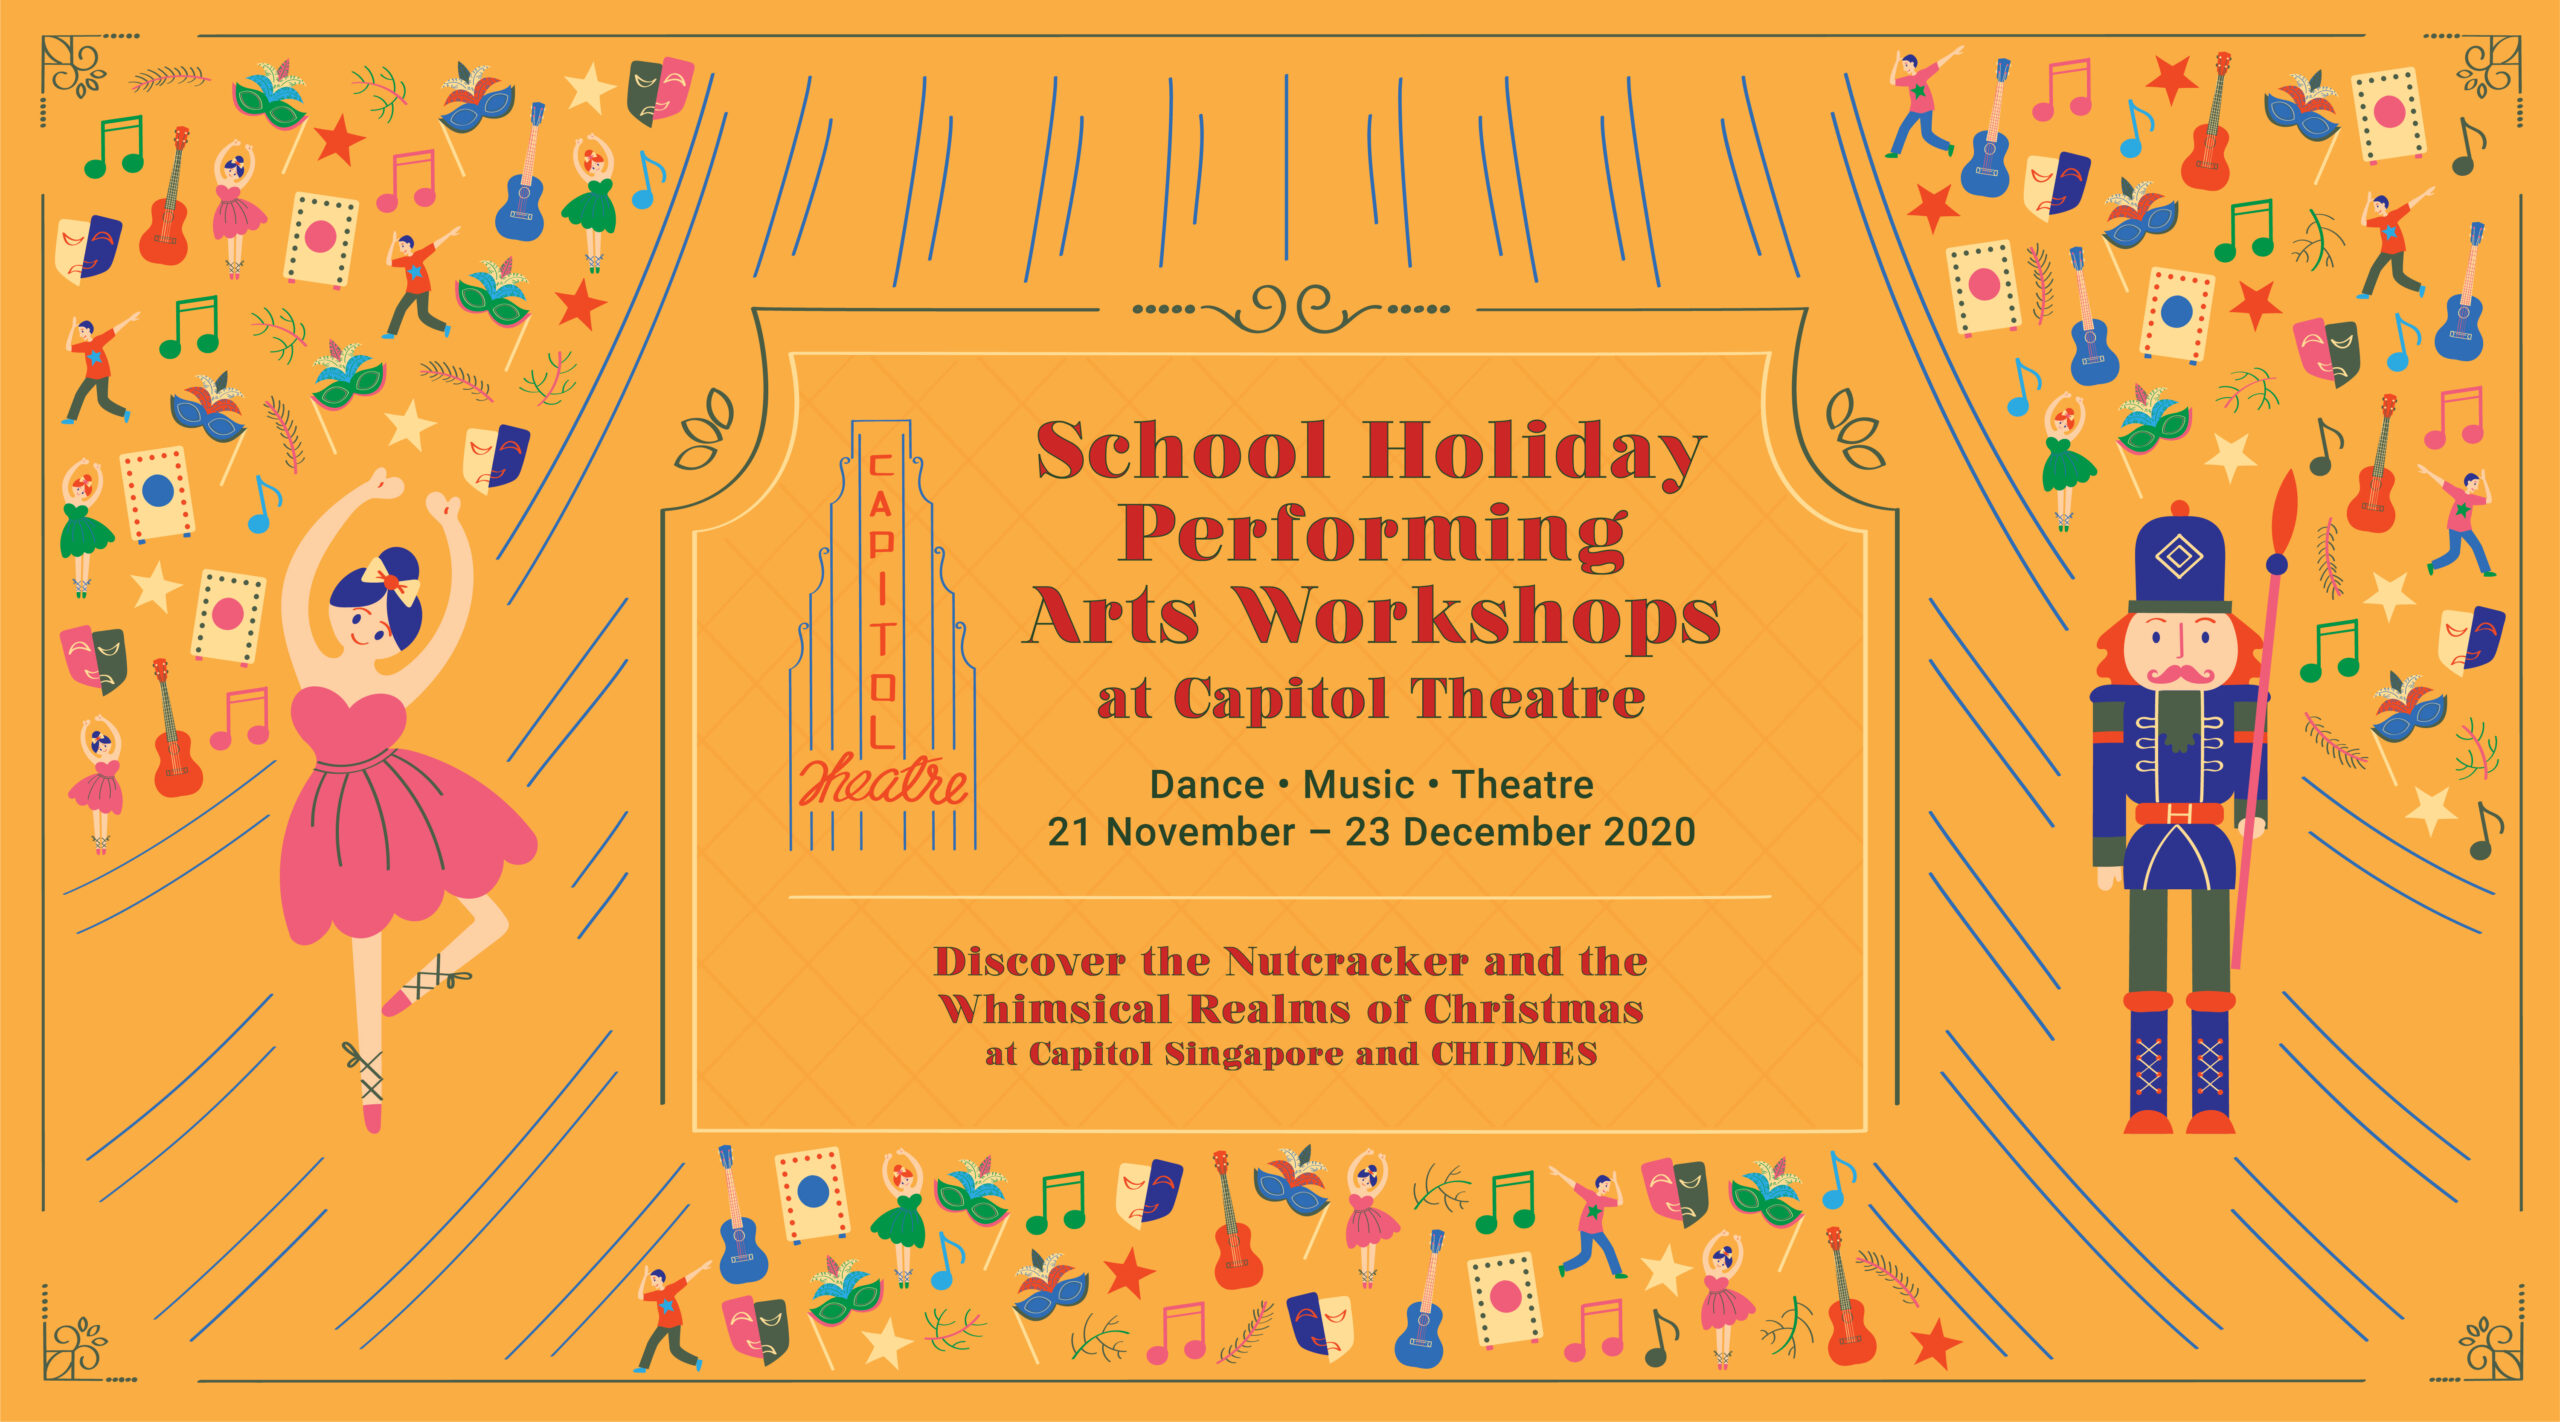 CAPITOL
Theatre
School Holiday
Performing
Arts Workshops
at Capitol Theatre
Dance • Music • Theatre
21 November – 23 December 2020
Discover the Nutcracker and the
Whimsical Realms of Christmas
at Capitol Singapore and CHIJMES